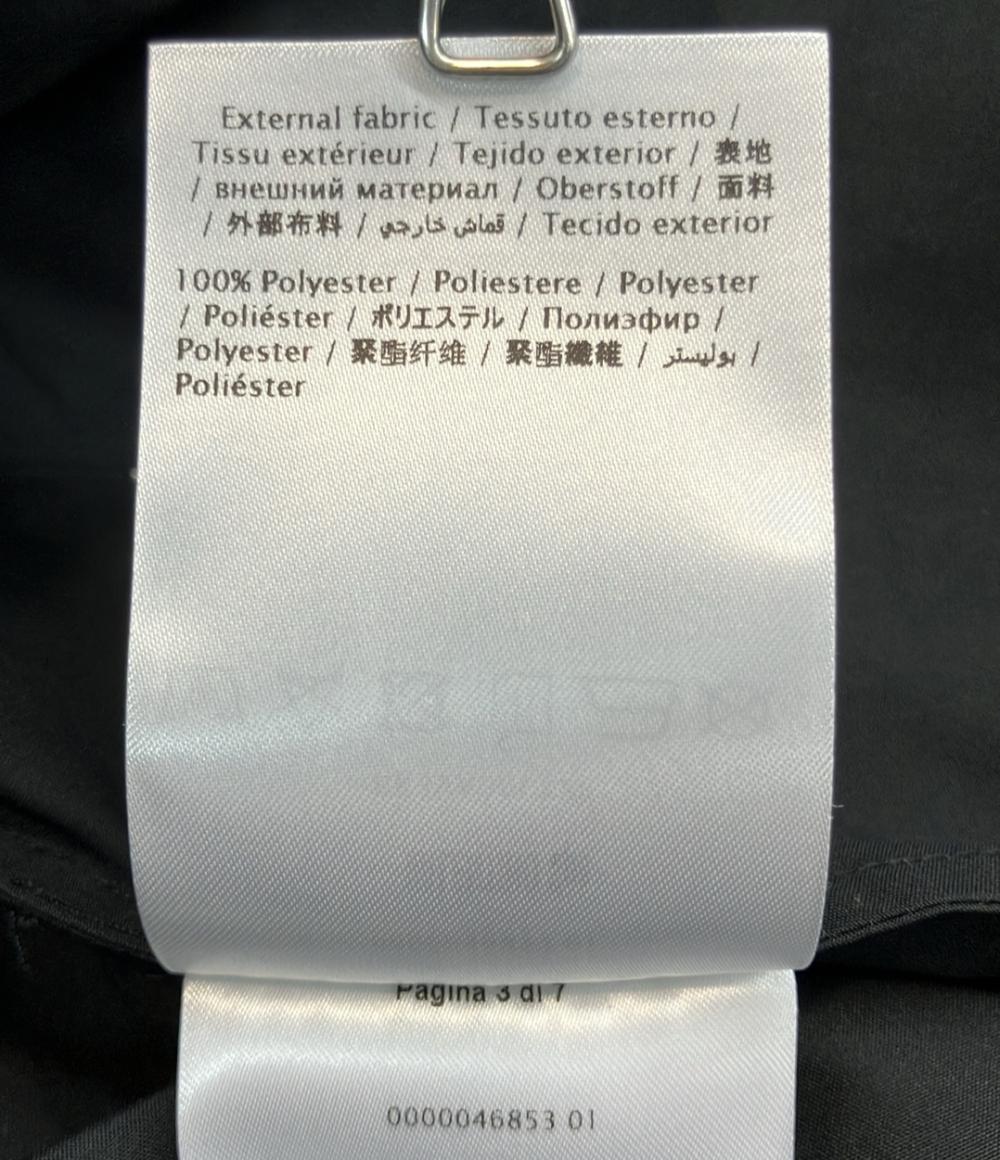 External fabric / Tessuto esterno /
Tissu extérieur / Tejido exterior / 表地
/ внешний материал / Oberstoff / 面料
/ 外部布料 / قماش خارجي / Tecido exterior
100% Polyester / Poliestere / Polyester
/ Poliéster / ポリエステル / Полиэфир /
Polyester / 聚酯纤维 / 聚酯纖維 / بوليستر /
Poliéster
Pagina 3 di 7
0000046853 01